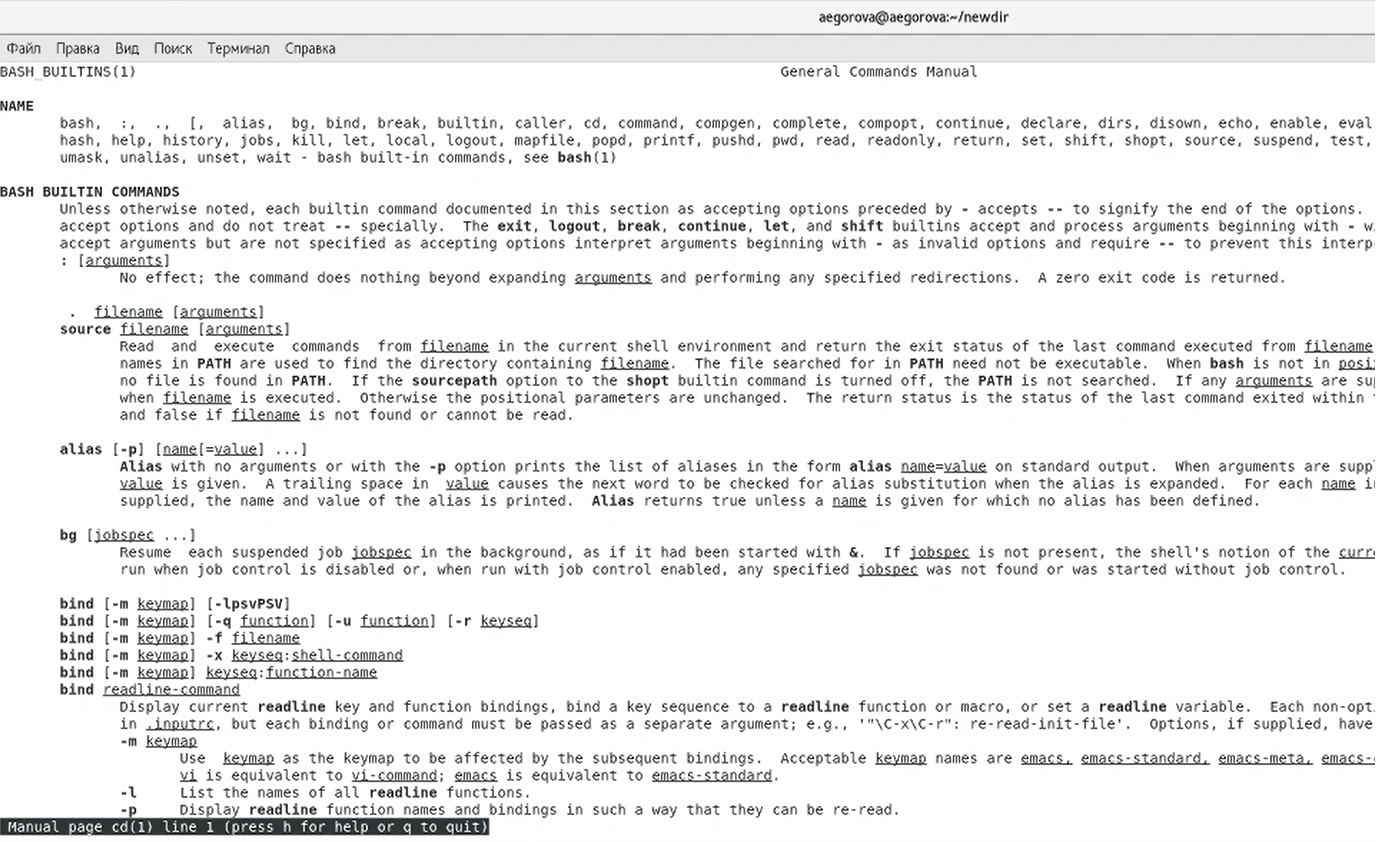 aegorova@aegorova:~/newdir
Файл Правка Вид Поиск Терминал Справка
BASH_BUILTINS(1) General Commands Manual
NAME
bash, :, ., [, alias, bg, bind, break, builtin, caller, cd, command, compgen, complete, compopt, continue, declare, dirs, disown, echo, enable, eval
hash, help, history, jobs, kill, let, local, logout, mapfile, popd, printf, pushd, pwd, read, readonly, return, set, shift, shopt, source, suspend, test,
umask, unalias, unset, wait - bash built-in commands, see bash(1)
BASH BUILTIN COMMANDS
Unless otherwise noted, each builtin command documented in this section as accepting options preceded by - accepts -- to signify the end of the options.
accept options and do not treat -- specially. The exit, logout, break, continue, let, and shift builtins accept and process arguments beginning with - w
accept arguments but are not specified as accepting options interpret arguments beginning with - as invalid options and require -- to prevent this interp
: [arguments]
No effect; the command does nothing beyond expanding arguments and performing any specified redirections. A zero exit code is returned.
. filename [arguments]
source filename [arguments]
Read and execute commands from filename in the current shell environment and return the exit status of the last command executed from filename
names in PATH are used to find the directory containing filename. The file searched for in PATH need not be executable. When bash is not in posi
no file is found in PATH. If the sourcepath option to the shopt builtin command is turned off, the PATH is not searched. If any arguments are sup
when filename is executed. Otherwise the positional parameters are unchanged. The return status is the status of the last command exited within
and false if filename is not found or cannot be read.
alias [-p] [name[=value] ...]
Alias with no arguments or with the -p option prints the list of aliases in the form alias name=value on standard output. When arguments are suppl
value is given. A trailing space in value causes the next word to be checked for alias substitution when the alias is expanded. For each name i
supplied, the name and value of the alias is printed. Alias returns true unless a name is given for which no alias has been defined.
bg [jobspec ...]
Resume each suspended job jobspec in the background, as if it had been started with &. If jobspec is not present, the shell's notion of the curr
run when job control is disabled or, when run with job control enabled, any specified jobspec was not found or was started without job control.
bind [-m keymap] [-lpsvPSV]
bind [-m keymap] [-q function] [-u function] [-r keyseq]
bind [-m keymap] -f filename
bind [-m keymap] -x keyseq:shell-command
bind [-m keymap] keyseq:function-name
bind readline-command
Display current readline key and function bindings, bind a key sequence to a readline function or macro, or set a readline variable. Each non-opti
in .inputrc, but each binding or command must be passed as a separate argument; e.g., '"\C-x\C-r": re-read-init-file'. Options, if supplied, have
-m keymap
Use keymap as the keymap to be affected by the subsequent bindings. Acceptable keymap names are emacs, emacs-standard, emacs-meta, emacs-
vi is equivalent to vi-command; emacs is equivalent to emacs-standard.
-l List the names of all readline functions.
-p Display readline function names and bindings in such a way that they can be re-read.
Manual page cd(1) line 1 (press h for help or q to quit)